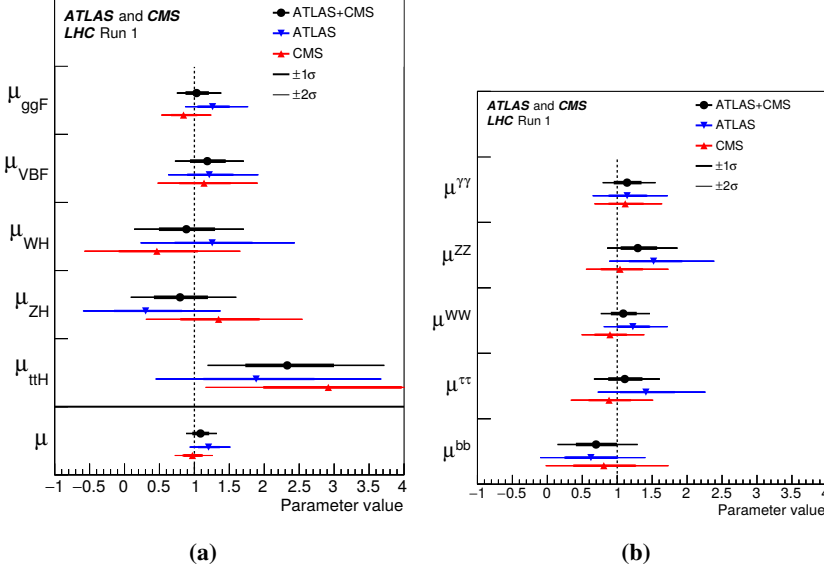 ATLAS and CMS
LHC Run 1
ATLAS+CMS
ATLAS
CMS
±1σ
±2σ
μggF
μVBF
μWH
μZH
μttH
μ
−1 −0.5 0 0.5 1 1.5 2 2.5 3 3.5 4
Parameter value
(a)
ATLAS and CMS
LHC Run 1
ATLAS+CMS
ATLAS
CMS
±1σ
±2σ
μγγ
μZZ
μWW
μττ
μbb
−1 −0.5 0 0.5 1 1.5 2 2.5 3 3.5 4
Parameter value
(b)